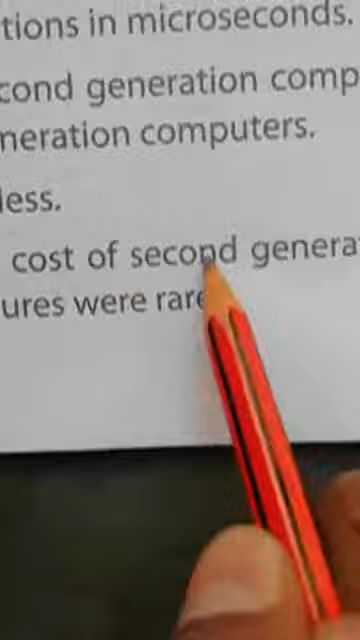 tions in microseconds.
cond generation comp
neration computers.
less.
cost of second genera
ures were rare